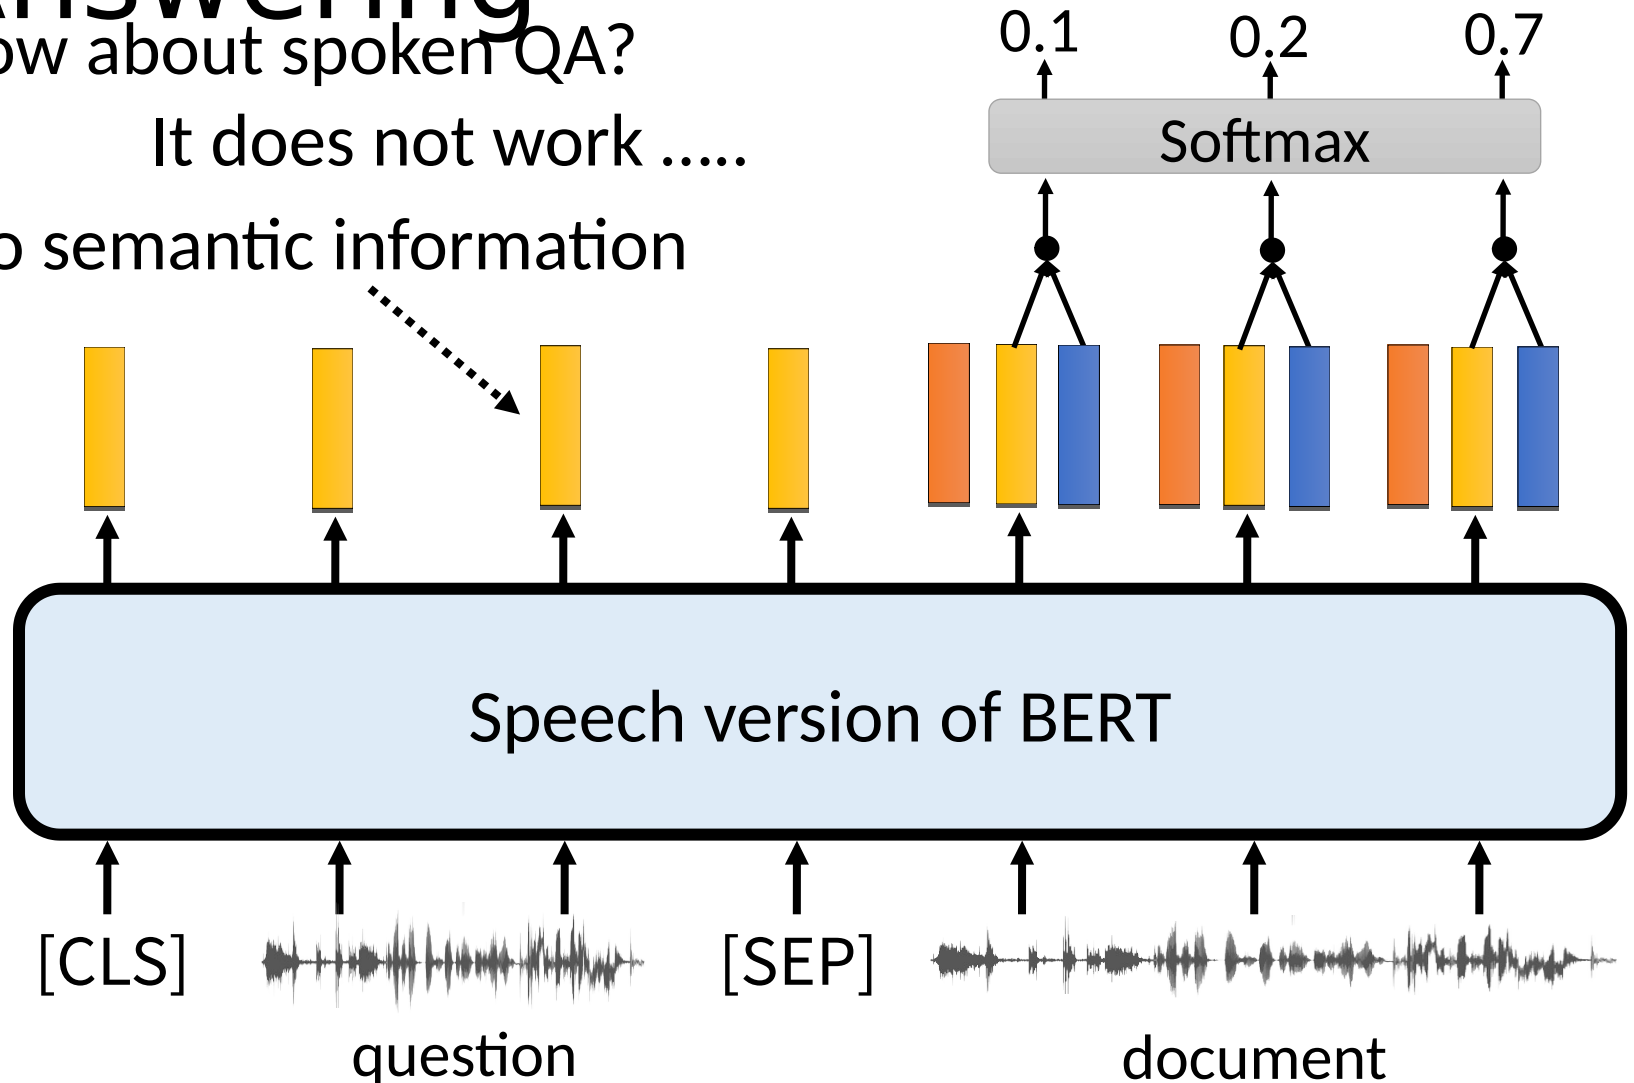 Answering
ow about spoken QA?
It does not work …..
o semantic information
0.1 0.2 0.7
Softmax
Speech version of BERT
[CLS] [SEP]
question document